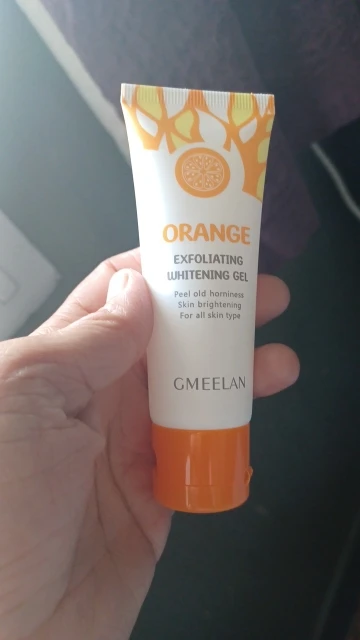 ORANGE
EXFOLIATING
WHITENING GEL
Peel old horniness
Skin brightening
For all skin type
GMEELAN